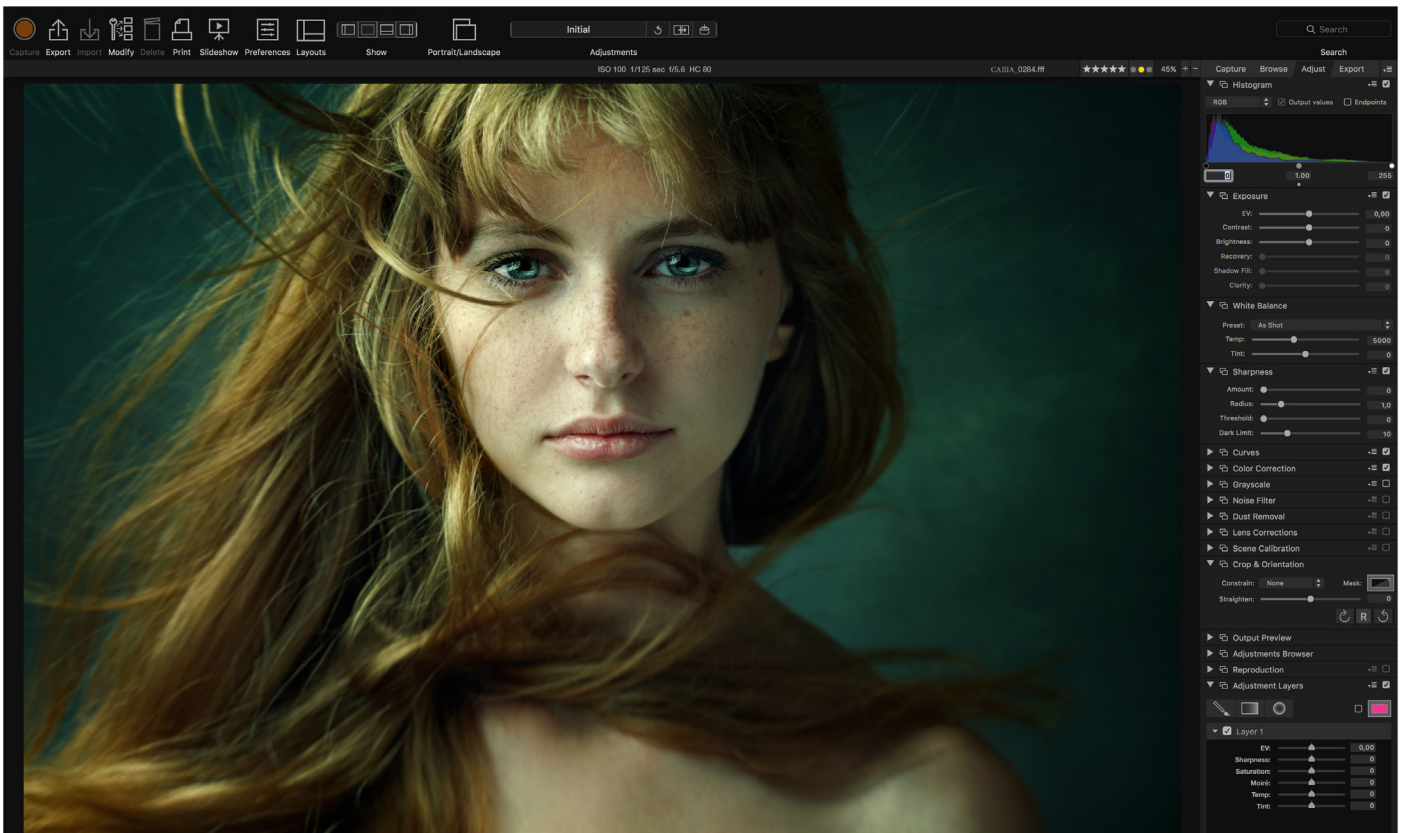 Initial
Search
Capture Export Import Modify Delete Print Slideshow Preferences Layouts Show Portrait/Landscape Adjustments Search
ISO 100 1/125 sec f/5.6 HC 80
_0284.fff
★★★★★
45% + −
Capture Browse Adjust Export
Histogram
RGB Output values Endpoints
0 1.00 255
Exposure
EV: 0,00
Contrast: 0
Brightness: 0
Recovery: 0
Shadow Fill: 0
Clarity: 0
White Balance
Preset: As Shot
Temp: 5000
Tint: 0
Sharpness
Amount: 0
Radius: 1,0
Threshold: 0
Dark Limit: 10
Curves
Color Correction
Grayscale
Noise Filter
Dust Removal
Lens Corrections
Scene Calibration
Crop & Orientation
Constrain: None Mask:
Straighten: 0
R
Output Preview
Adjustments Browser
Reproduction
Adjustment Layers
Layer 1
EV: 0,00
Sharpness: 0
Saturation: 0
Moiré: 0
Temp: 0
Tint: 0